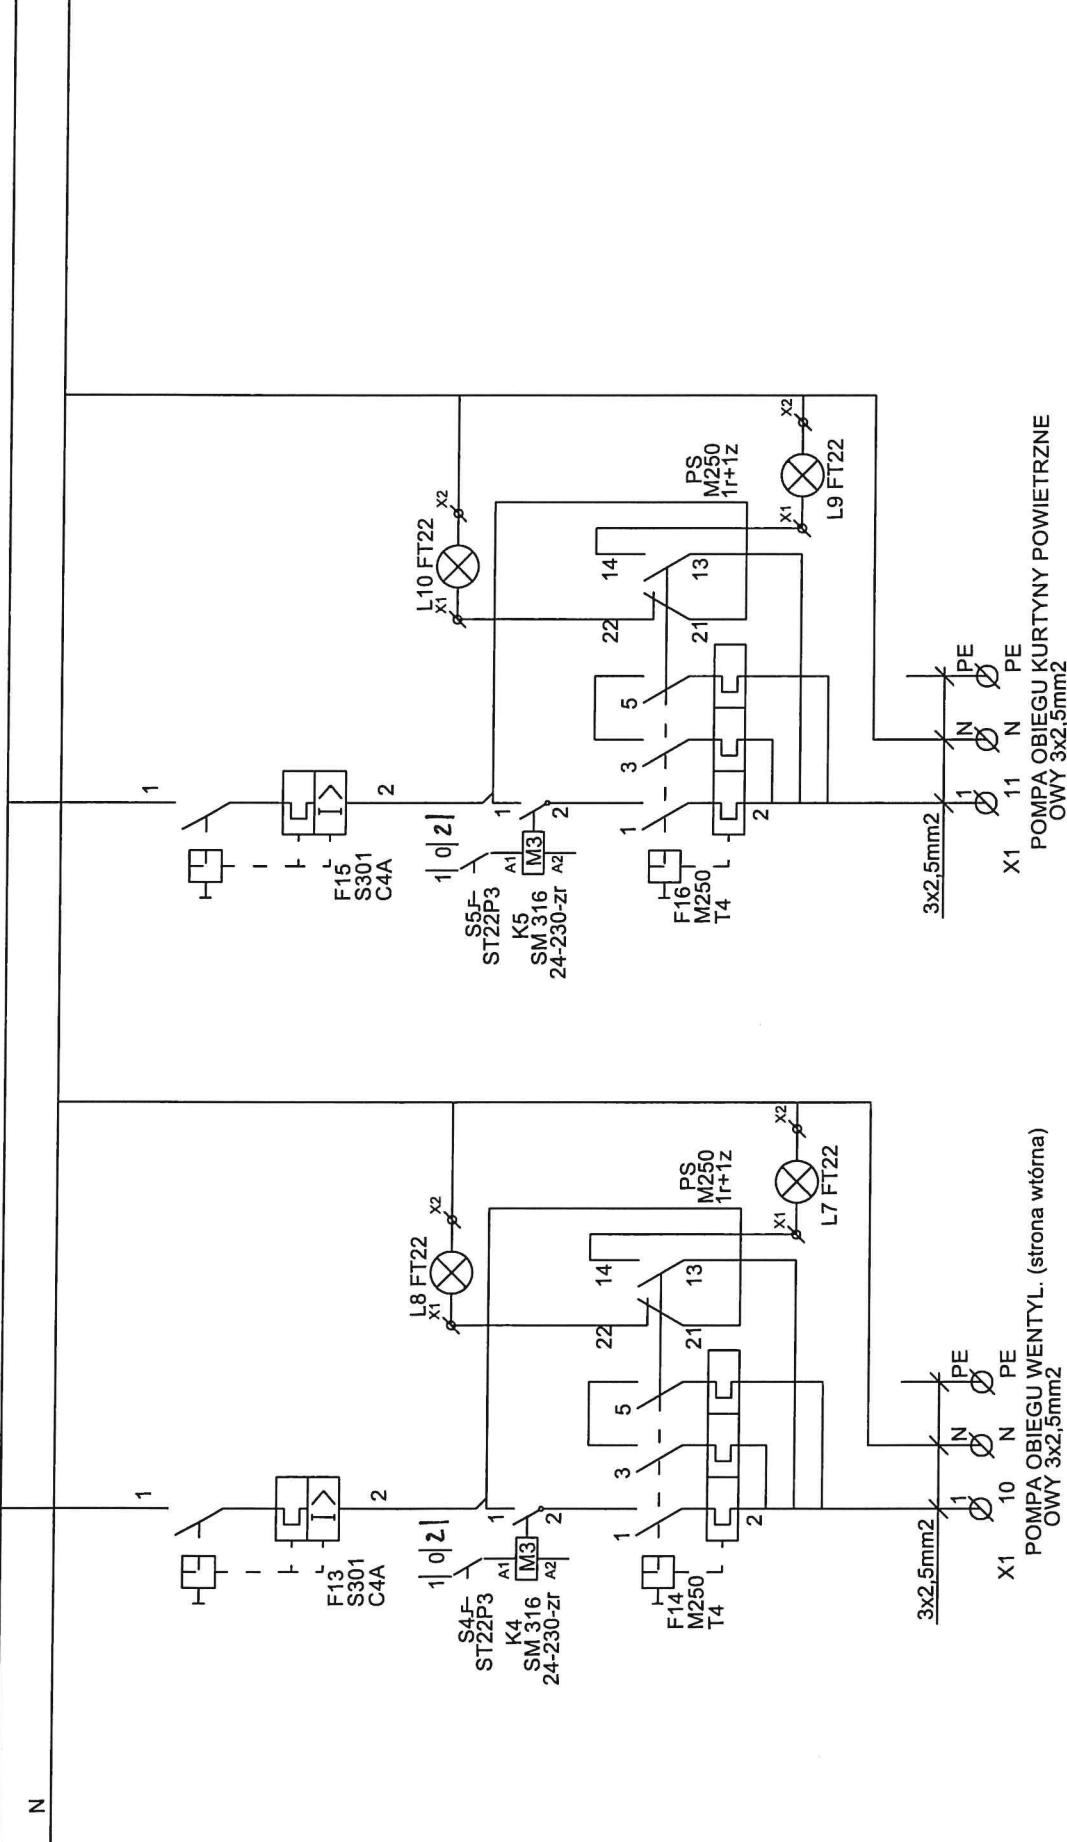 N
1
F13
S301
C4A
2
1|0|2|
S4
ST22P3
K4
SM 316
24-230-zr
A1
M3
A2
1
2
L8 FT22
X1
X2
F14
M250
T4
1
3
5
2
22
21
14
13
PS
M250
1r+1z
X1
X2
L7 FT22
3x2,5mm2
1
N
PE
X1
10
N
PE
POMPA OBIEGU WENTYL. (strona wtórna)
OWY 3x2,5mm2
1
F15
S301
C4A
2
1|0|2|
S5
ST22P3
K5
SM 316
24-230-zr
A1
M3
A2
1
2
L10 FT22
X1
X2
F16
M250
T4
1
3
5
2
22
21
14
13
PS
M250
1r+1z
X1
X2
L9 FT22
3x2,5mm2
1
N
PE
X1
11
N
PE
POMPA OBIEGU KURTYNY POWIETRZNE
OWY 3x2,5mm2